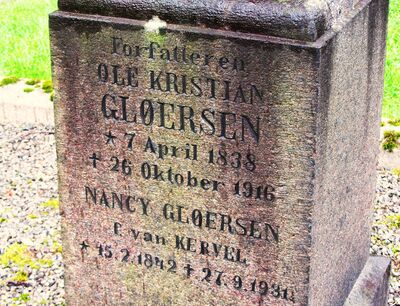 Forfatteren
OLE KRISTIAN
GLØERSEN
* 7 April 1838
† 26 Oktober 1916
NANCY GLØERSEN
f. van KERVEL
* 15.2.1842 † 27.9.1931.